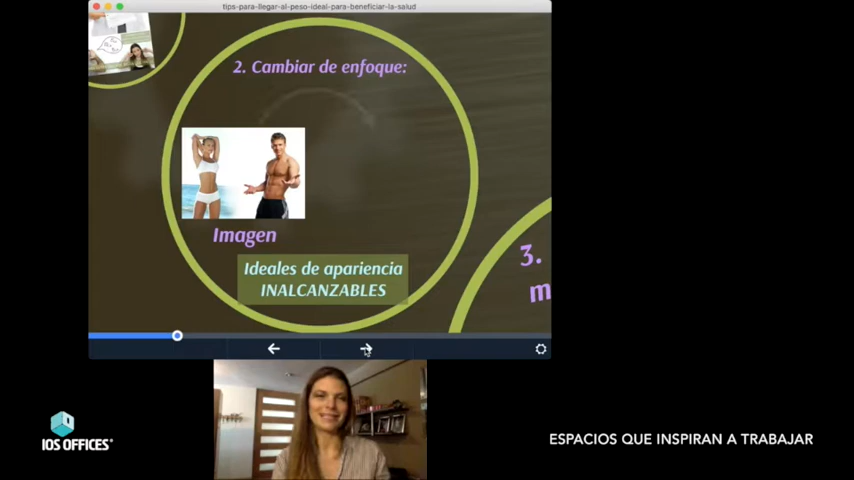 tips-para-llegar-al-peso-ideal-para-beneficiar-la-salud
2. Cambiar de enfoque:
Imagen
Ideales de apariencia
INALCANZABLES
3.
m
IOS OFFICES®
ESPACIOS QUE INSPIRAN A TRABAJAR